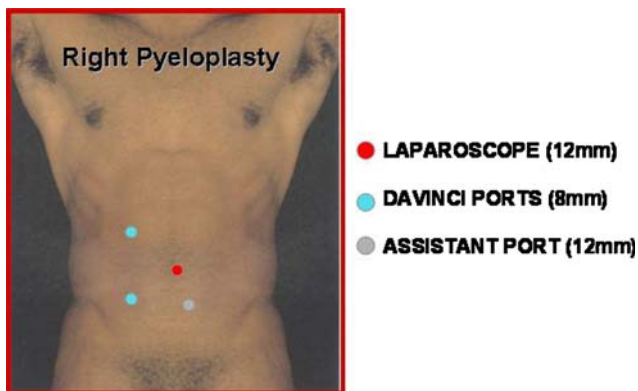 Right Pyeloplasty
LAPAROSCOPE (12mm)
DAVINCI PORTS (8mm)
ASSISTANT PORT (12mm)